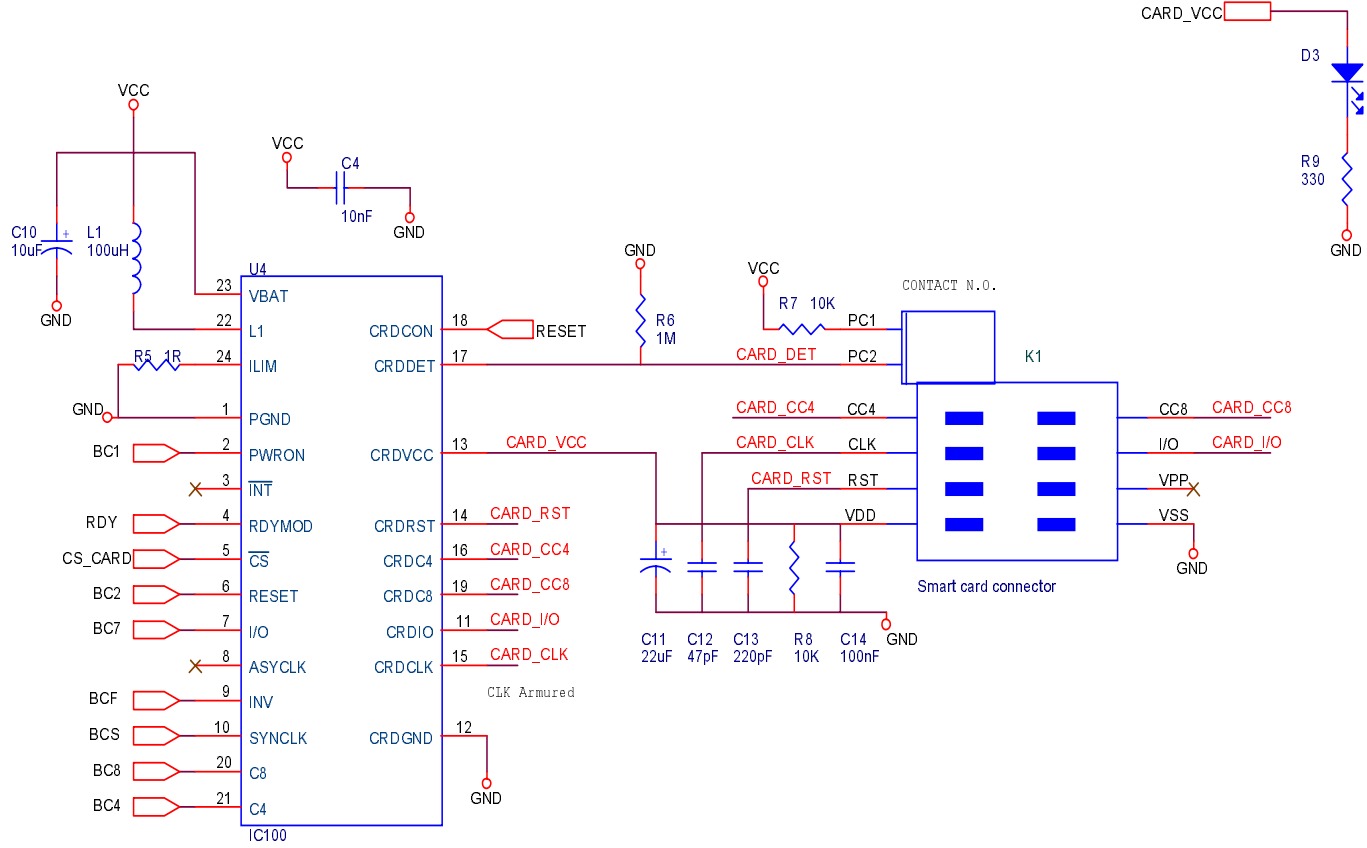 CARD_VCC
D3
R9
330
GND
VCC
C10
10uF
+
L1
100uH
GND
VCC
C4
10nF
GND
U4
23 VBAT
22 L1
R5 1R
24 ILIM
GND
1 PGND
BC1
2 PWRON
3 INT
RDY
4 RDYMOD
CS_CARD
5 CS
BC2
6 RESET
BC7
7 I/O
8 ASYCLK
BCF
9 INV
BCS
10 SYNCLK
BC8
20 C8
BC4
21 C4
IC100
CRDCON 18
RESET
CRDDET 17
CRDVCC 13
CARD_VCC
CRDRST 14
CARD_RST
CRDC4 16
CARD_CC4
CRDC8 19
CARD_CC8
CRDIO 11
CARD_I/O
CRDCLK 15
CARD_CLK
CLK Armured
CRDGND 12
GND
GND
R6
1M
VCC
R7 10K
CONTACT N.O.
PC1
CARD_DET
PC2
K1
CARD_CC4
CC4
CARD_CLK
CLK
CARD_RST
RST
VDD
CC8
CARD_CC8
I/O
CARD_I/O
VPP
VSS
GND
Smart card connector
+
C11
22uF
C12
47pF
C13
220pF
R8
10K
C14
100nF
GND